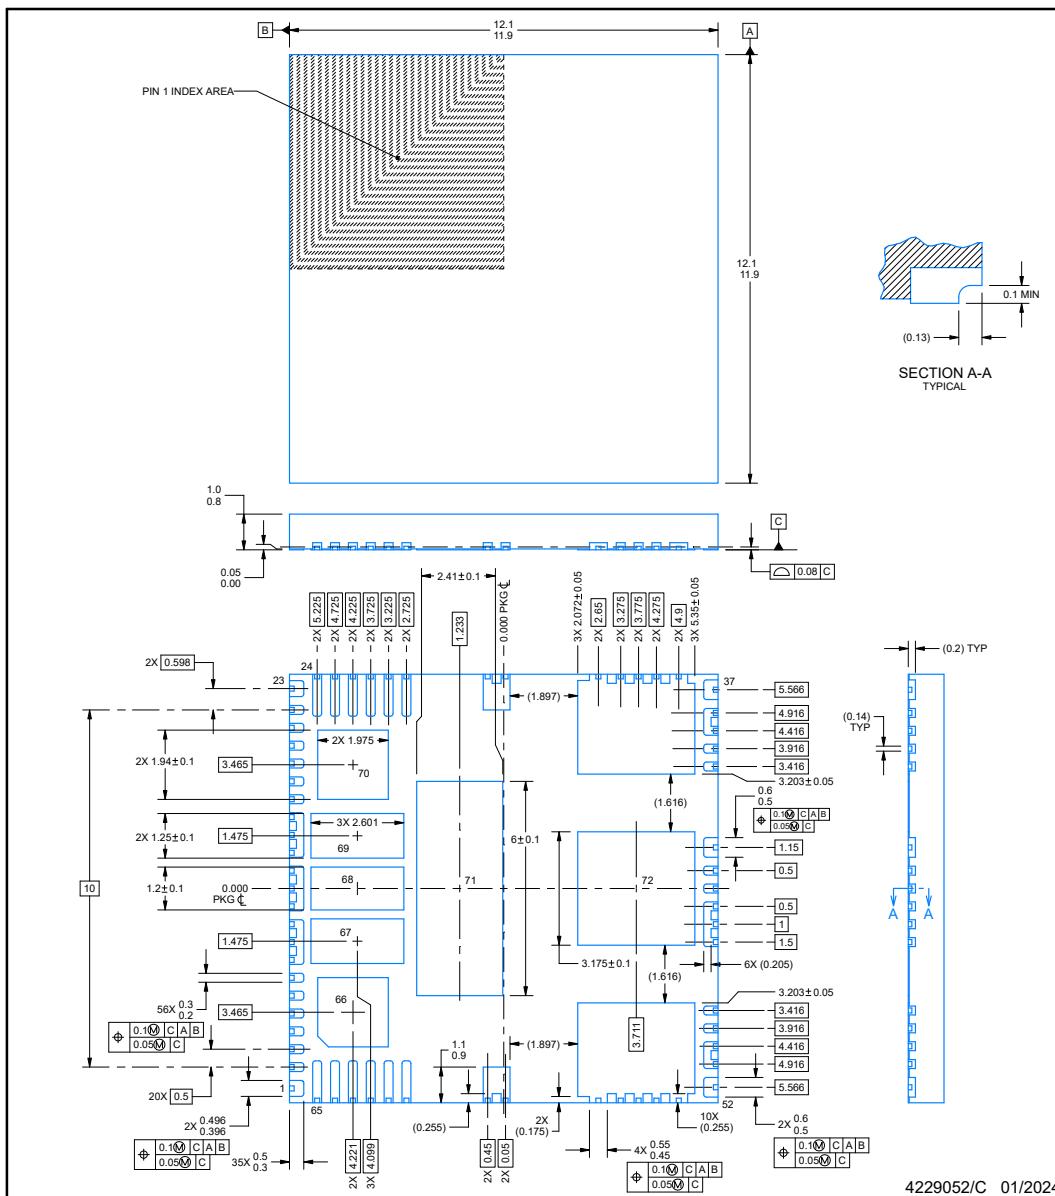 B
12.1
11.9
A
PIN 1 INDEX AREA
12.1
11.9
0.1 MIN
(0.13)
SECTION A-A
TYPICAL
1.0
0.8
C
0.05
0.00
0.08 C
2.41±0.1
2X 5.225
2X 4.725
2X 4.225
2X 3.725
2X 3.225
2X 2.725
1.233
0.000 PKG ℄
3X 2.072±0.05
2X 2.65
2X 3.275
2X 3.775
2X 4.275
2X 4.9
3X 5.35±0.05
(0.2) TYP
2X 0.598
23
24
37
(1.897)
5.566
4.916
4.416
3.916
3.416
(0.14)
TYP
2X 1.975
2X 1.94±0.1
3.465
70
3.203±0.05
(1.616)
0.6
0.5
0.1Ⓜ C A B
0.05Ⓜ C
2X 1.25±0.1
3X 2.601
1.475
69
6±0.1
1.15
0.5
10
1.2±0.1
0.000
PKG ℄
68
71
72
A A
0.5
1
1.5
1.475
67
3.175±0.1
(1.616)
6X (0.205)
56X 0.3
0.2
3.465
66
3.203±0.05
3.416
3.916
4.416
4.916
5.566
0.1Ⓜ C A B
0.05Ⓜ C
3.711
1.1
0.9
(1.897)
20X 0.5
1
65
52
2X 0.496
0.396
(0.255)
2X
(0.175)
10X
(0.255)
2X 0.6
0.5
0.1Ⓜ C A B
0.05Ⓜ C
35X 0.5
0.3
2X 4.221
3X 4.099
2X 0.45
2X 0.05
4X 0.55
0.45
0.1Ⓜ C A B
0.05Ⓜ C
0.1Ⓜ C A B
0.05Ⓜ C
4229052/C 01/2024